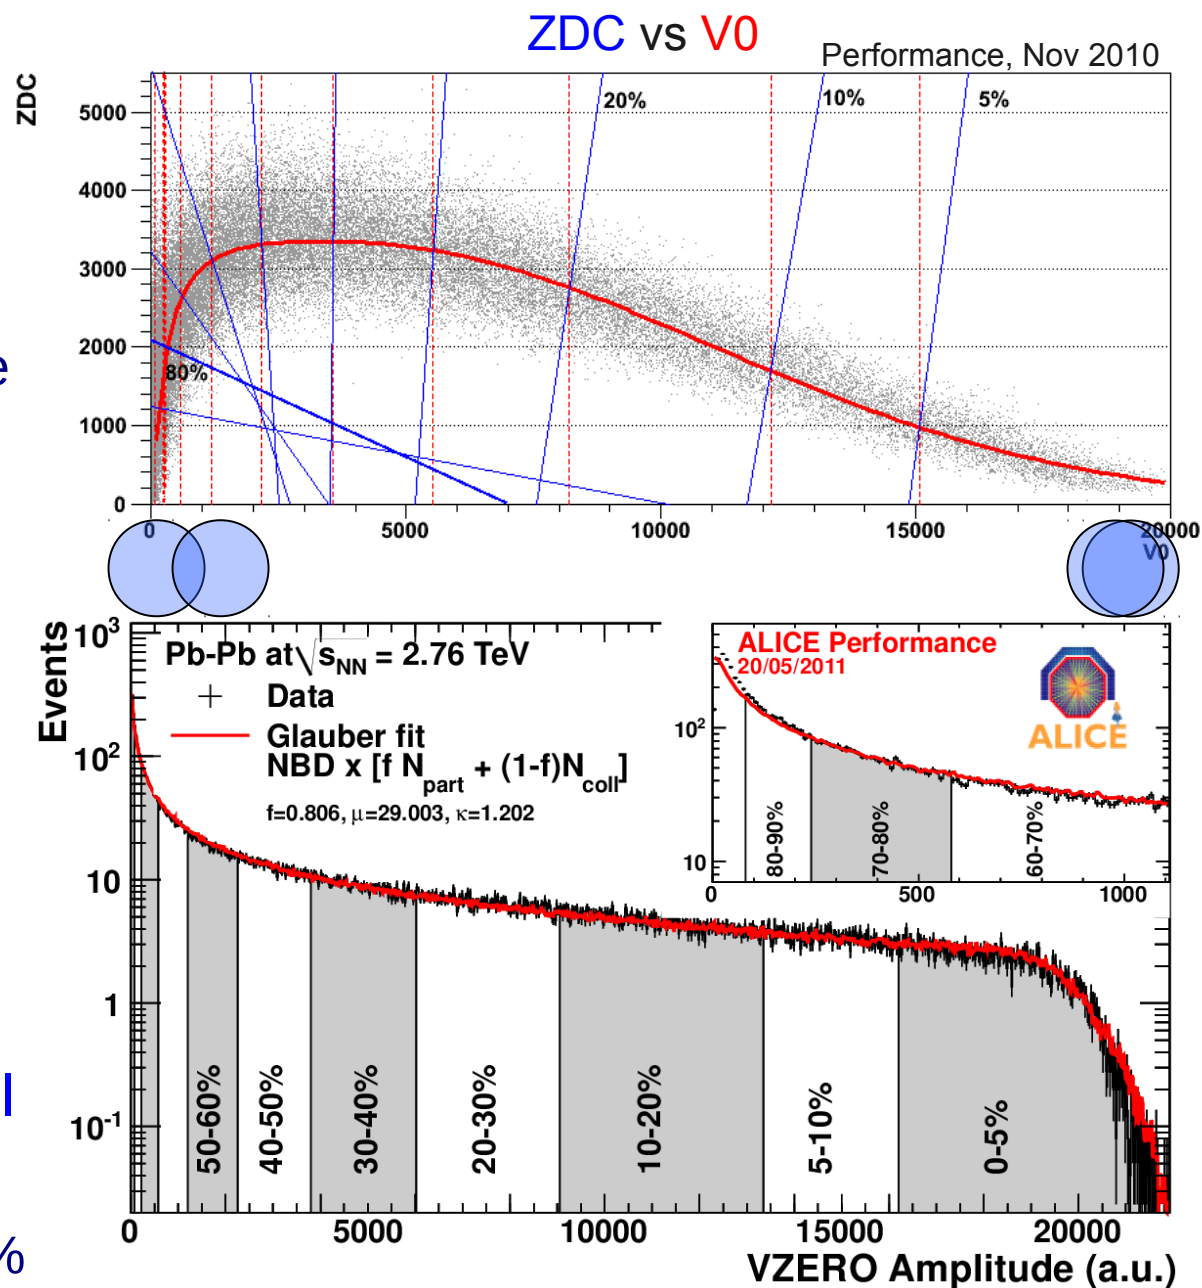 ZDC vs V0
Performance, Nov 2010
ZDC
5000
4000
3000
2000
1000
0
20%
10%
5%
80%
e
0
5000
10000
15000
20000
V0
Events
10³
10²
10
1
10⁻¹
Pb-Pb at √s_NN = 2.76 TeV
Data
Glauber fit
NBD x [f N_part + (1-f)N_coll]
f=0.806, μ=29.003, κ=1.202
ALICE Performance
20/05/2011
ALICE
10²
10
80-90%
70-80%
60-70%
0
500
1000
50-60%
40-50%
30-40%
20-30%
10-20%
5-10%
0-5%
l
%
0
5000
10000
15000
20000
VZERO Amplitude (a.u.)